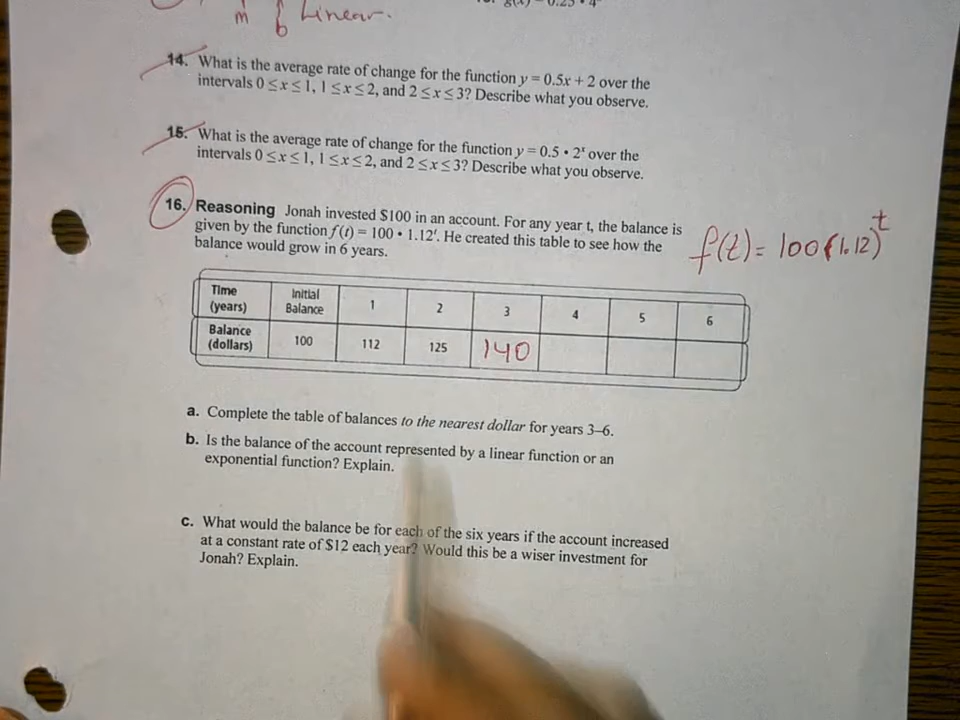 m b Linear.
14. What is the average rate of change for the function y = 0.5x + 2 over the
intervals 0 ≤ x ≤ 1, 1 ≤ x ≤ 2, and 2 ≤ x ≤ 3? Describe what you observe.
15. What is the average rate of change for the function y = 0.5 • 2ˣ over the
intervals 0 ≤ x ≤ 1, 1 ≤ x ≤ 2, and 2 ≤ x ≤ 3? Describe what you observe.
16. Reasoning Jonah invested $100 in an account. For any year t, the balance is
given by the function f(t) = 100 • 1.12ᵗ. He created this table to see how the
balance would grow in 6 years.
f(t) = 100(1.12)ᵗ
Time (years) Initial Balance 1 2 3 4 5 6
Balance (dollars) 100 112 125 140
a. Complete the table of balances to the nearest dollar for years 3–6.
b. Is the balance of the account represented by a linear function or an
exponential function? Explain.
c. What would the balance be for each of the six years if the account increased
at a constant rate of $12 each year? Would this be a wiser investment for
Jonah? Explain.